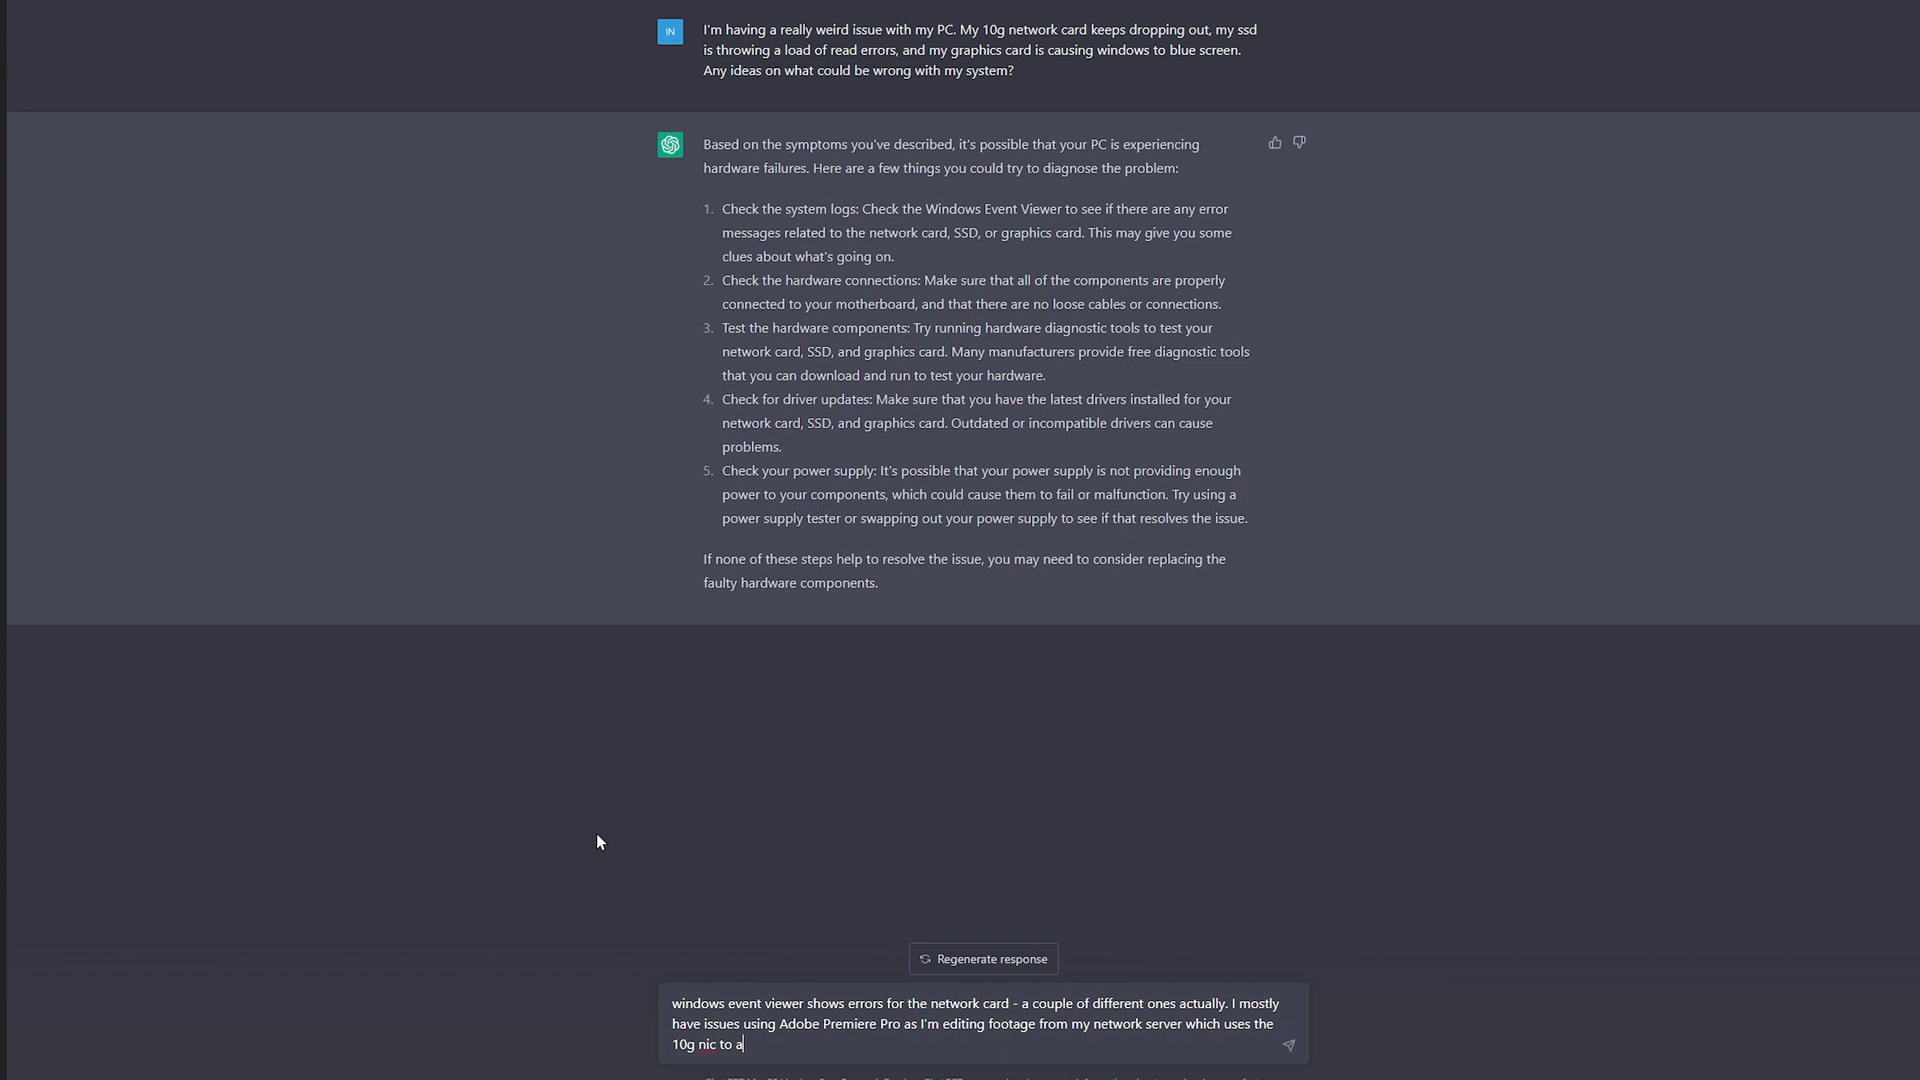 IN
I'm having a really weird issue with my PC. My 10g network card keeps dropping out, my ssd
is throwing a load of read errors, and my graphics card is causing windows to blue screen.
Any ideas on what could be wrong with my system?
Based on the symptoms you've described, it's possible that your PC is experiencing
hardware failures. Here are a few things you could try to diagnose the problem:
1. Check the system logs: Check the Windows Event Viewer to see if there are any error
messages related to the network card, SSD, or graphics card. This may give you some
clues about what's going on.
2. Check the hardware connections: Make sure that all of the components are properly
connected to your motherboard, and that there are no loose cables or connections.
3. Test the hardware components: Try running hardware diagnostic tools to test your
network card, SSD, and graphics card. Many manufacturers provide free diagnostic tools
that you can download and run to test your hardware.
4. Check for driver updates: Make sure that you have the latest drivers installed for your
network card, SSD, and graphics card. Outdated or incompatible drivers can cause
problems.
5. Check your power supply: It's possible that your power supply is not providing enough
power to your components, which could cause them to fail or malfunction. Try using a
power supply tester or swapping out your power supply to see if that resolves the issue.
If none of these steps help to resolve the issue, you may need to consider replacing the
faulty hardware components.
Regenerate response
windows event viewer shows errors for the network card - a couple of different ones actually. I mostly
have issues using Adobe Premiere Pro as I'm editing footage from my network server which uses the
10g nic to a